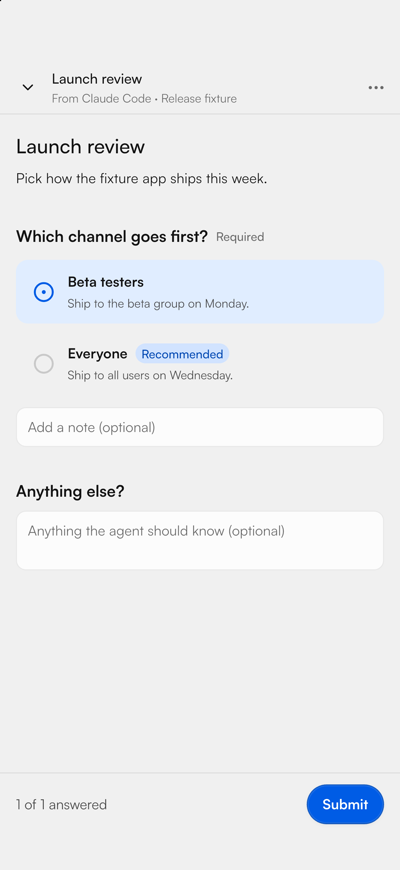 Launch review
From Claude Code • Release fixture
Launch review
Pick how the fixture app ships this week.
Which channel goes first? Required
Beta testers
Ship to the beta group on Monday.
Everyone Recommended
Ship to all users on Wednesday.
Add a note (optional)
Anything else?
Anything the agent should know (optional)
1 of 1 answered
Submit